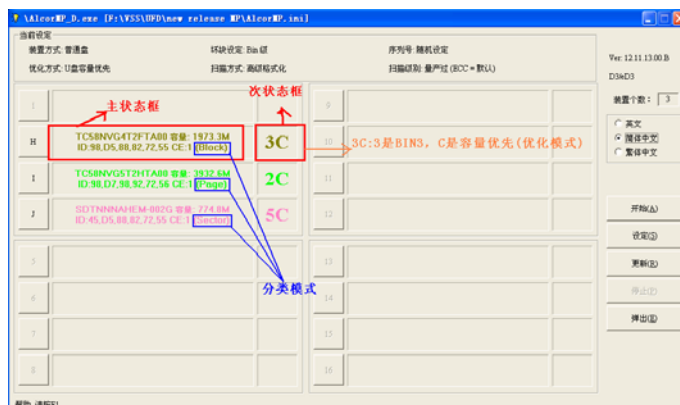 \AlcorMP_D.exe [F:\VSS\UFD\new release MP\AlcorMP.ini]
当前设定
装置方式: 普通盘
坏块设定: Bin 级
序列号: 随机设定
优化方式: U盘容量优先
扫描方式: 高级格式化
扫描级别: 量产过 (ECC = 默认)
Ver: 12.11.13.00.B
D3&D3
装置个数: 3
英文
简体中文
繁体中文
主状态框
次状态框
1
9
H
TC58NVG4T2FTA00 容量: 1973.3M
ID:98,D5,88,82,72,55 CE:1 (Block)
3C
10
3C:3是BIN3, C是容量优先(优化模式)
I
TC58NVG5T2HTA00 容量: 3932.6M
ID:98,D7,98,92,72,56 CE:1 (Page)
2C
11
J
SDTNNNAHEM-002G 容量: 774.8M
ID:45,D5,88,82,72,55 CE:1 (Sector)
5C
12
分类模式
5
13
6
14
7
15
8
16
开始(A)
设定(S)
更新(R)
停止(P)
弹出(E)